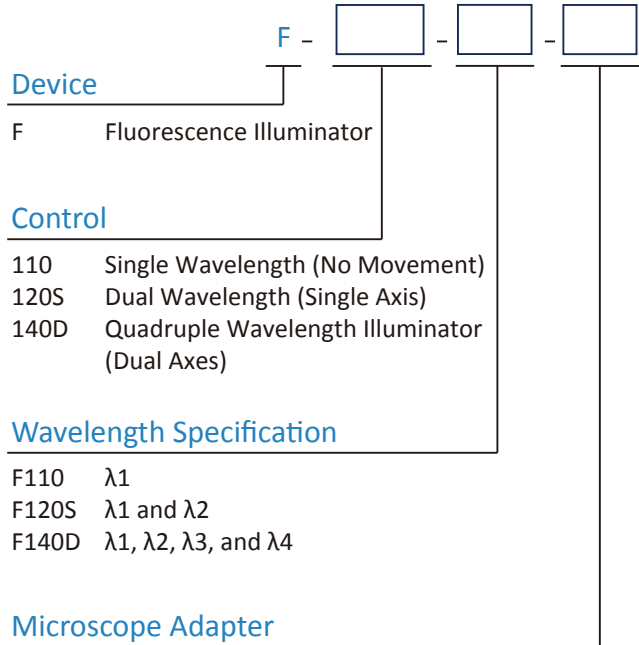 F - - -
Device
F Fluorescence Illuminator
Control
110 Single Wavelength (No Movement)
120S Dual Wavelength (Single Axis)
140D Quadruple Wavelength Illuminator
(Dual Axes)
Wavelength Specification
F110 λ1
F120S λ1 and λ2
F140D λ1, λ2, λ3, and λ4
Microscope Adapter